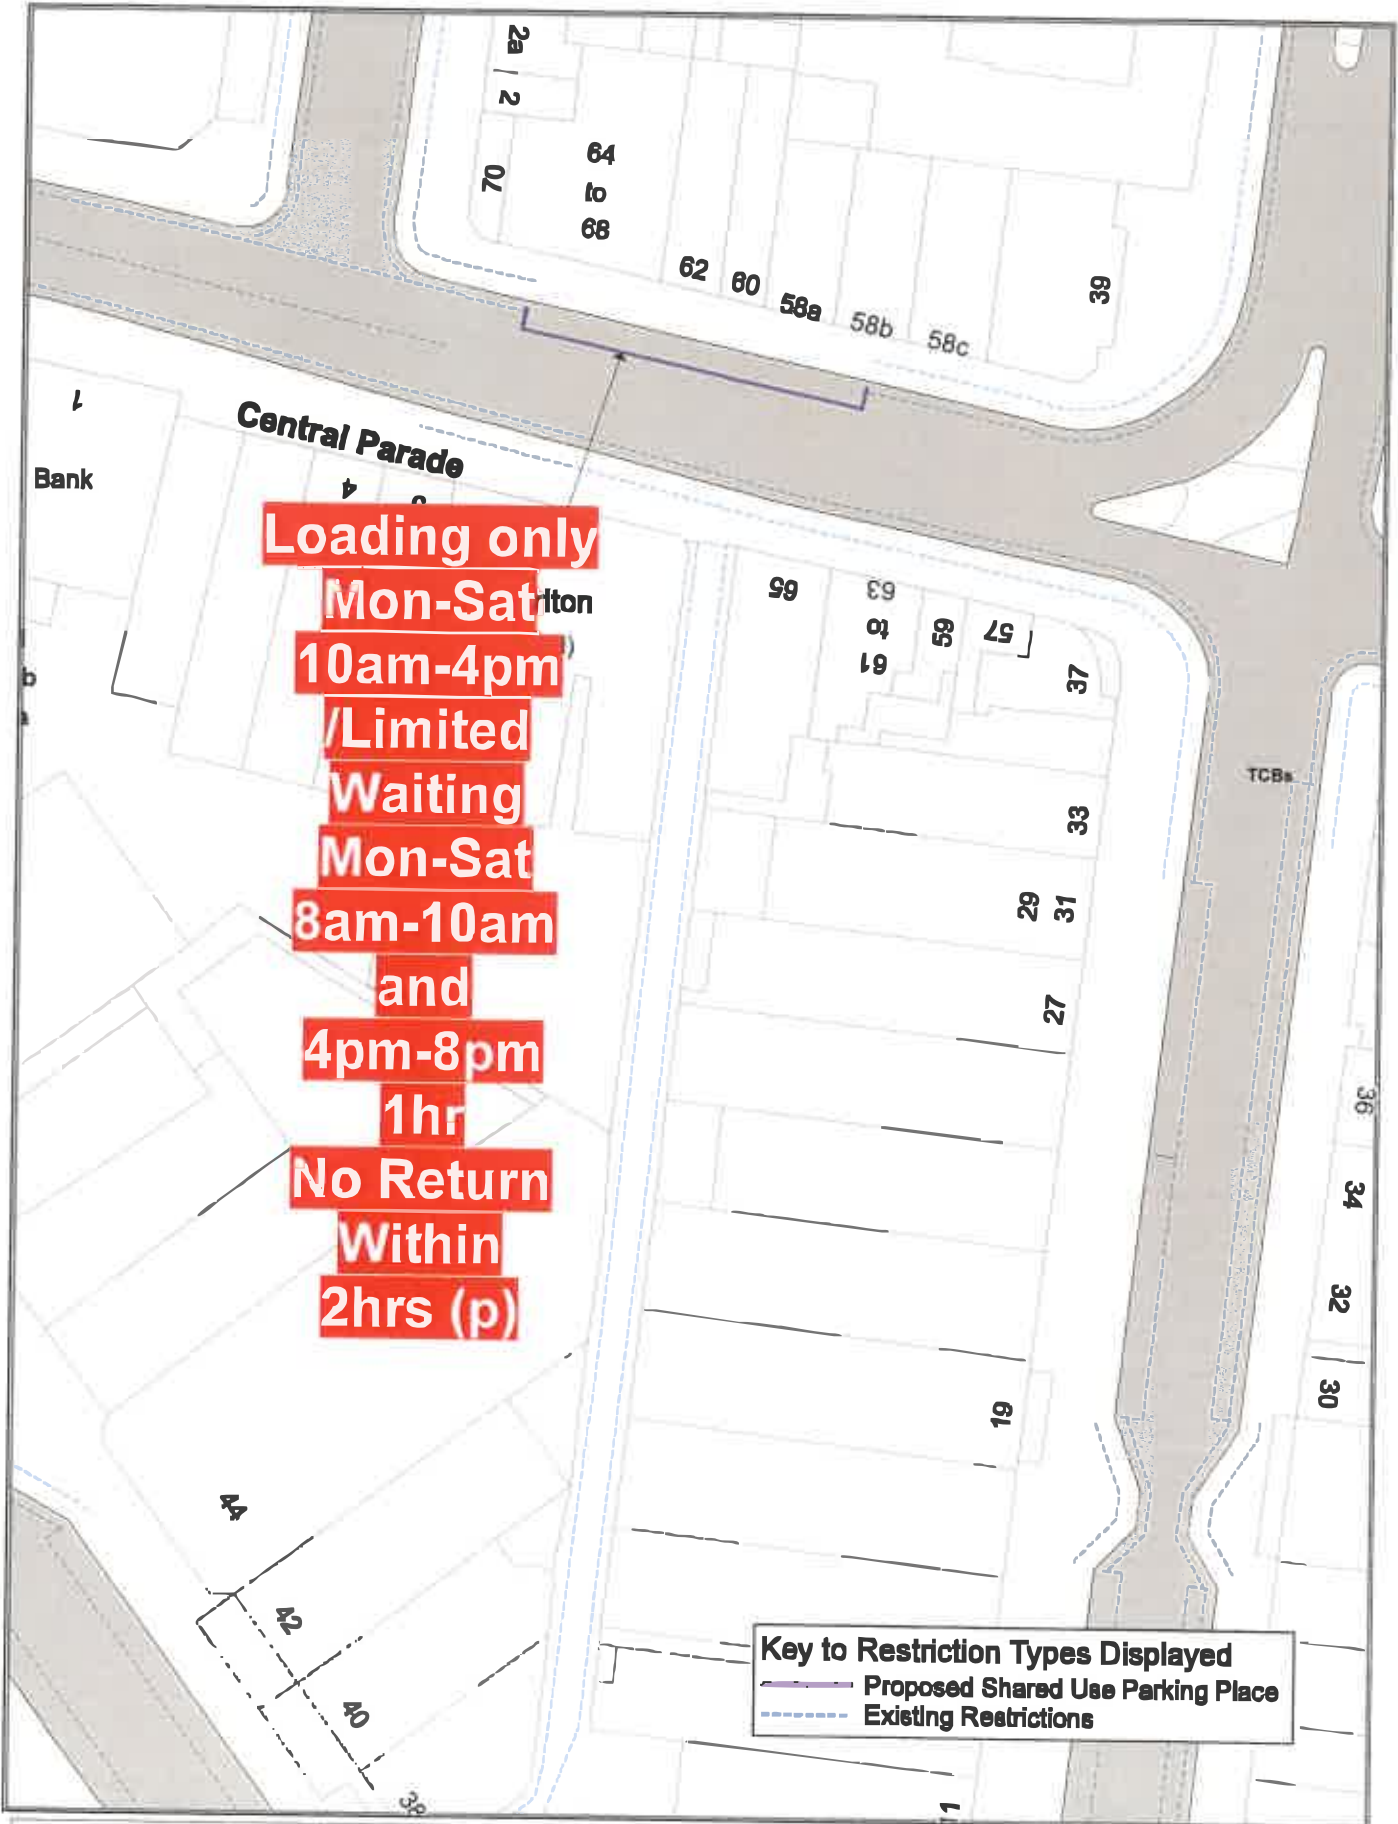 2a
2
70
64
to
68
62
60
58a
58b
58c
39
1
Bank
Central Parade
4
Loading only
Mon-Sat
10am-4pm
/Limited
Waiting
Mon-Sat
8am-10am
and
4pm-8pm
1hr
No Return
Within
2hrs (p)
65
63
to
61
59
57
37
TCBs
33
29
31
27
19
36
34
32
30
44
42
40
38
Key to Restriction Types Displayed
Proposed Shared Use Parking Place
Existing Restrictions